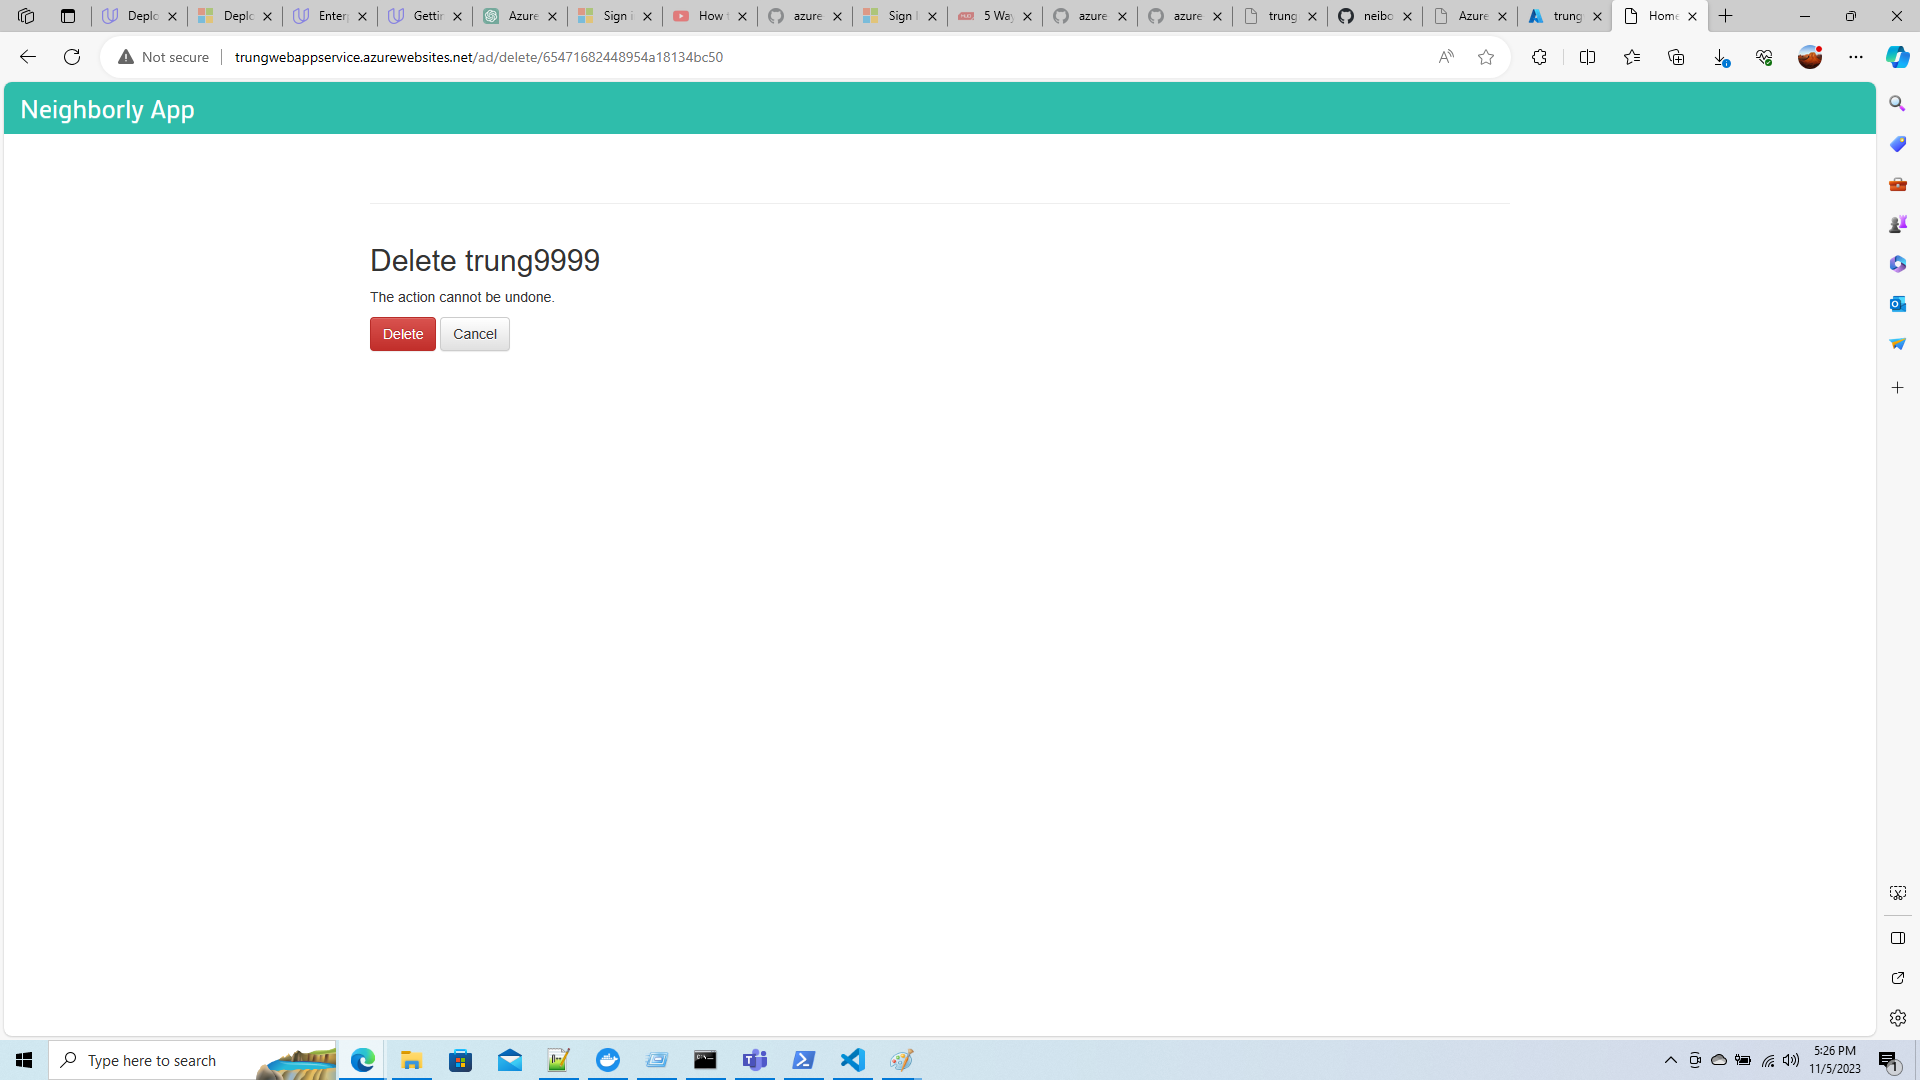 Deplo
Deplo
Enter
Gettin
Azure
Sign i
How t
azure
Sign I
5 Way
azure
azure
trung
neibo
Azure
trung
Home
Not secure
trungwebappservice.azurewebsites.net/ad/delete/65471682448954a18134bc50
Neighborly App
Delete trung9999
The action cannot be undone.
Delete
Cancel
Type here to search
5:26 PM
11/5/2023
1